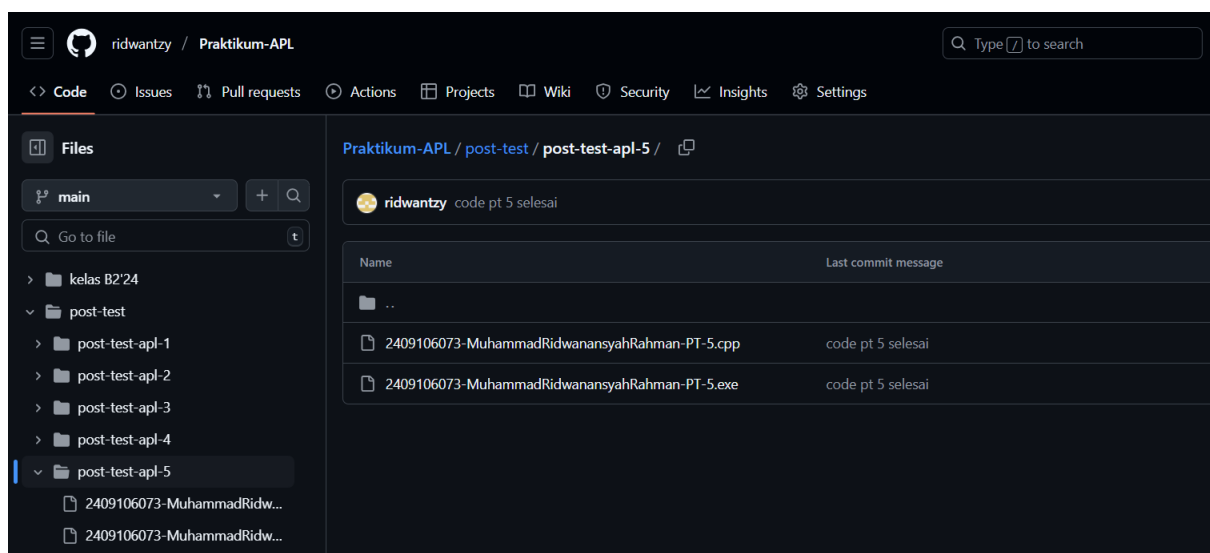 ridwantzy / Praktikum-APL
Type / to search
<> Code Issues Pull requests Actions Projects Wiki Security Insights Settings
Files
main
Go to file t
kelas B2'24
post-test
post-test-apl-1
post-test-apl-2
post-test-apl-3
post-test-apl-4
post-test-apl-5
2409106073-MuhammadRidw...
2409106073-MuhammadRidw...
Praktikum-APL / post-test / post-test-apl-5 /
ridwantzy code pt 5 selesai
Name Last commit message
..
2409106073-MuhammadRidwanansyahRahman-PT-5.cpp code pt 5 selesai
2409106073-MuhammadRidwanansyahRahman-PT-5.exe code pt 5 selesai